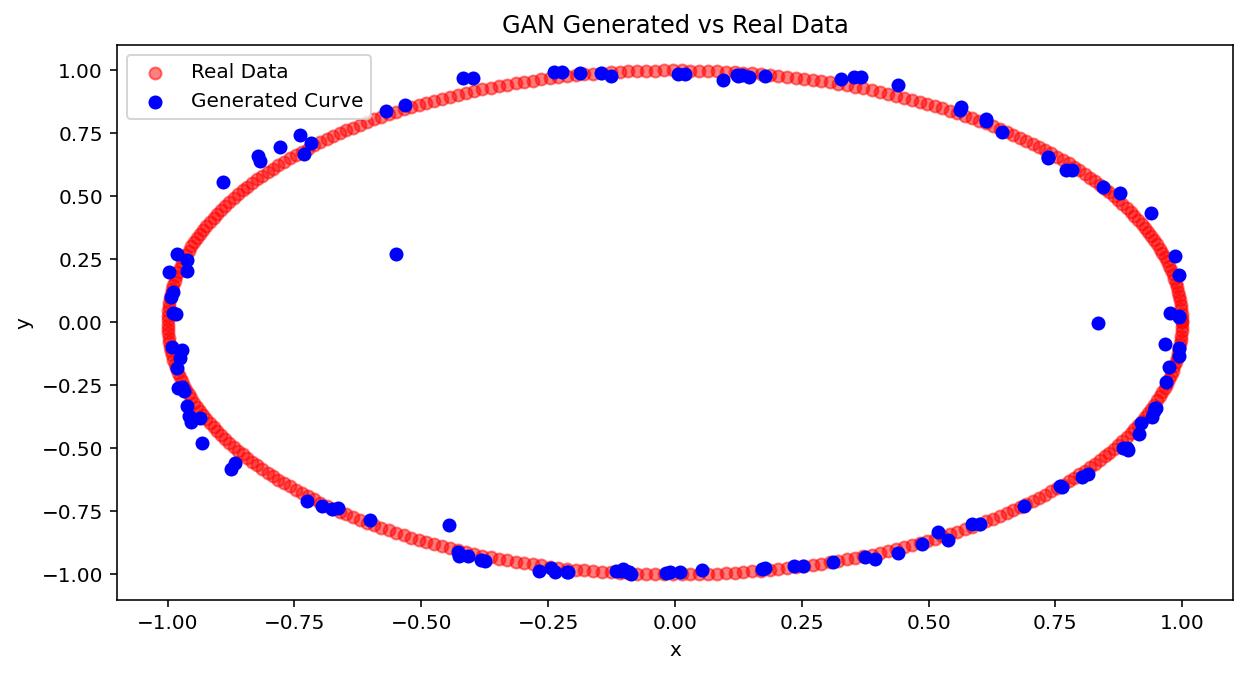 GAN Generated vs Real Data
Real Data
Generated Curve
1.00
0.75
0.50
0.25
0.00
−0.25
−0.50
−0.75
−1.00
y
−1.00 −0.75 −0.50 −0.25 0.00 0.25 0.50 0.75 1.00
x